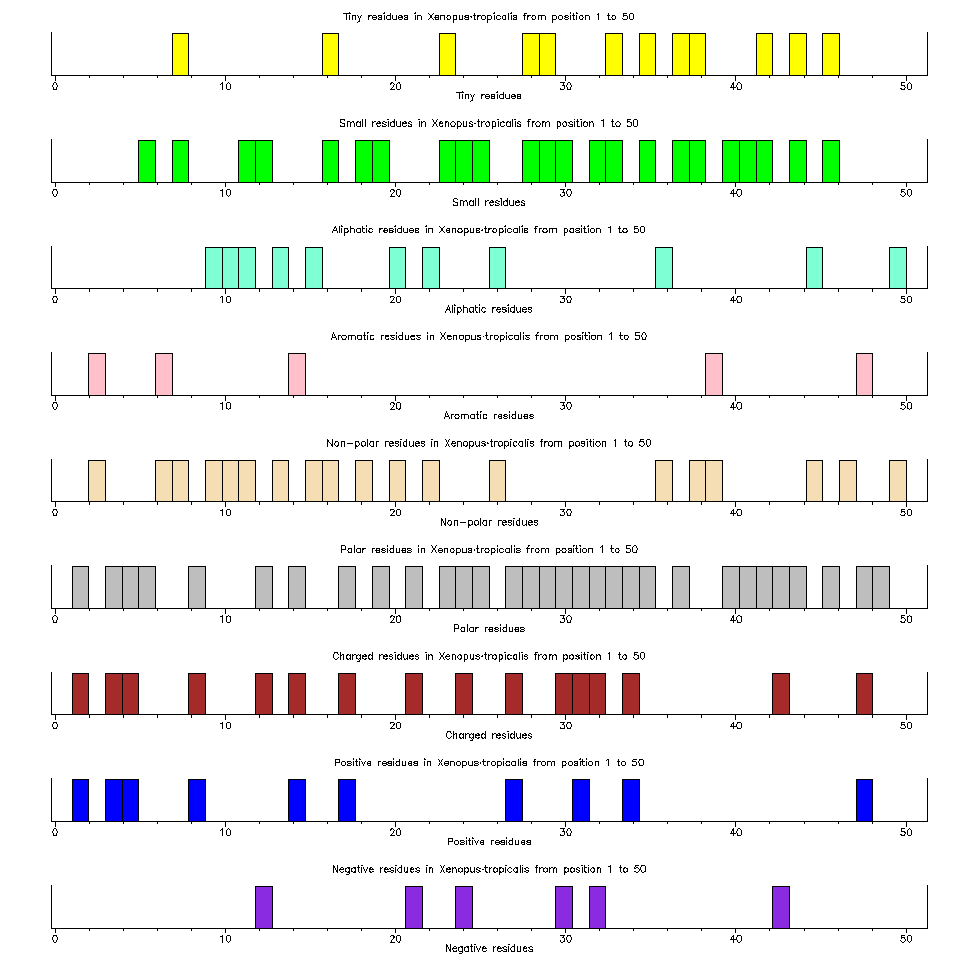 Tiny residues in Xenopus-tropicalis from position 1 to 50
0 10 20 30 40 50
Tiny residues
Small residues in Xenopus-tropicalis from position 1 to 50
0 10 20 30 40 50
Small residues
Aliphatic residues in Xenopus-tropicalis from position 1 to 50
0 10 20 30 40 50
Aliphatic residues
Aromatic residues in Xenopus-tropicalis from position 1 to 50
0 10 20 30 40 50
Aromatic residues
Non-polar residues in Xenopus-tropicalis from position 1 to 50
0 10 20 30 40 50
Non-polar residues
Polar residues in Xenopus-tropicalis from position 1 to 50
0 10 20 30 40 50
Polar residues
Charged residues in Xenopus-tropicalis from position 1 to 50
0 10 20 30 40 50
Charged residues
Positive residues in Xenopus-tropicalis from position 1 to 50
0 10 20 30 40 50
Positive residues
Negative residues in Xenopus-tropicalis from position 1 to 50
0 10 20 30 40 50
Negative residues